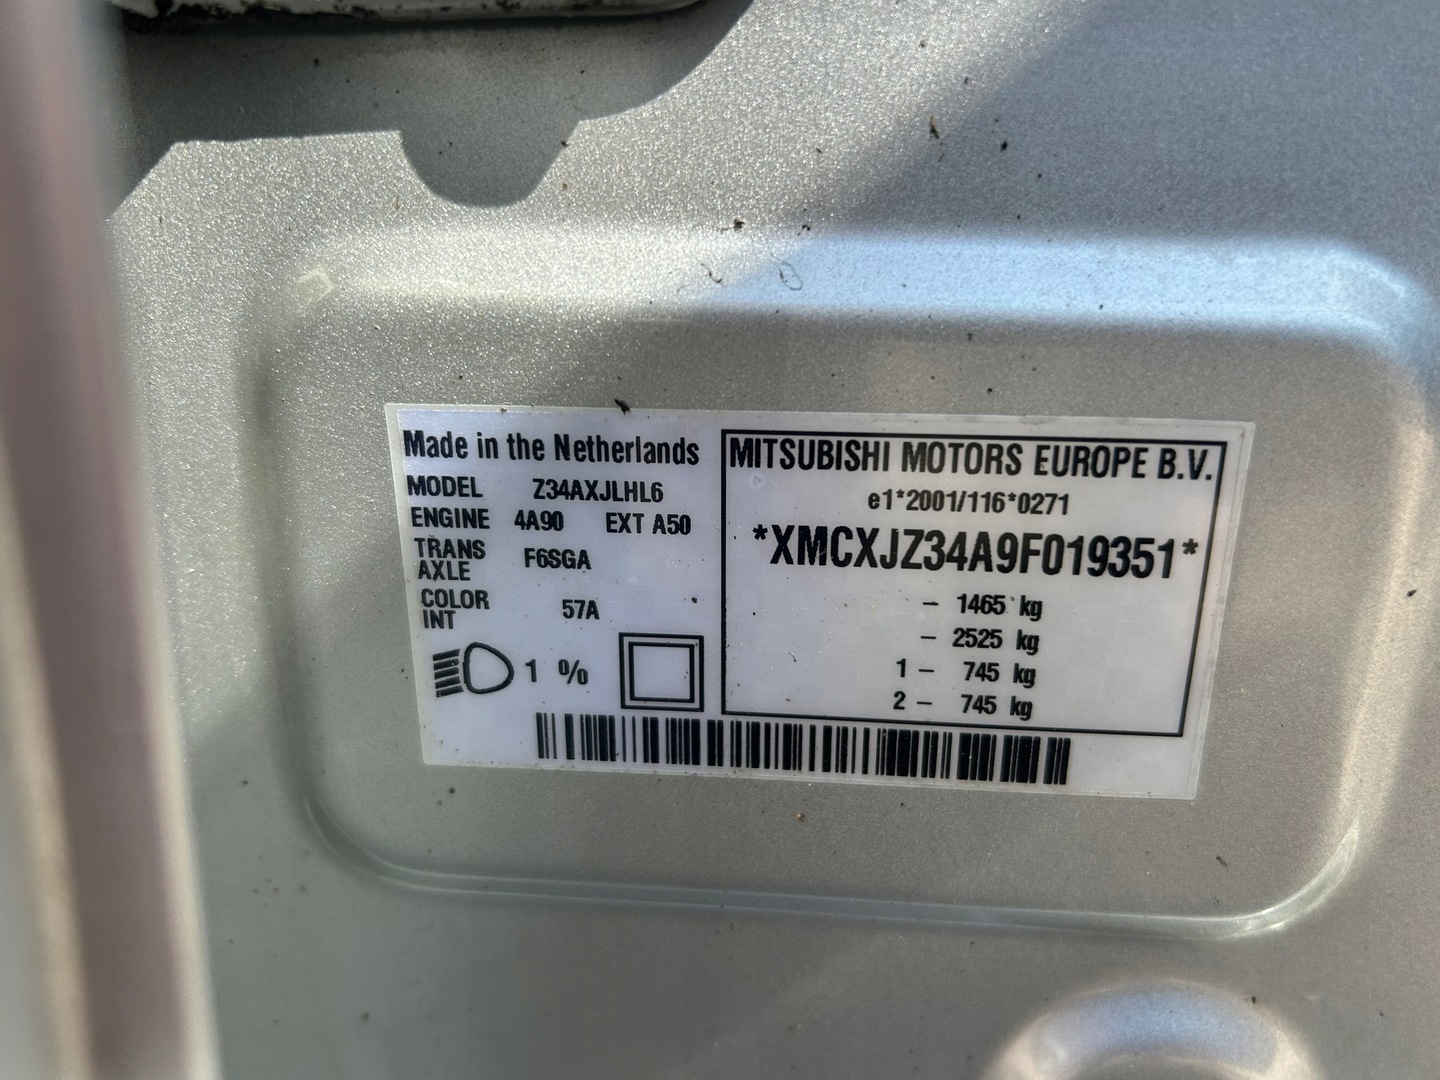 Made in the Netherlands
MODEL Z34AXJLHL6
ENGINE 4A90 EXT A50
TRANS
AXLE F6SGA
COLOR
INT 57A
1 %
MITSUBISHI MOTORS EUROPE B.V.
e1*2001/116*0271
*XMCXJZ34A9F019351*
– 1465 kg
– 2525 kg
1 – 745 kg
2 – 745 kg